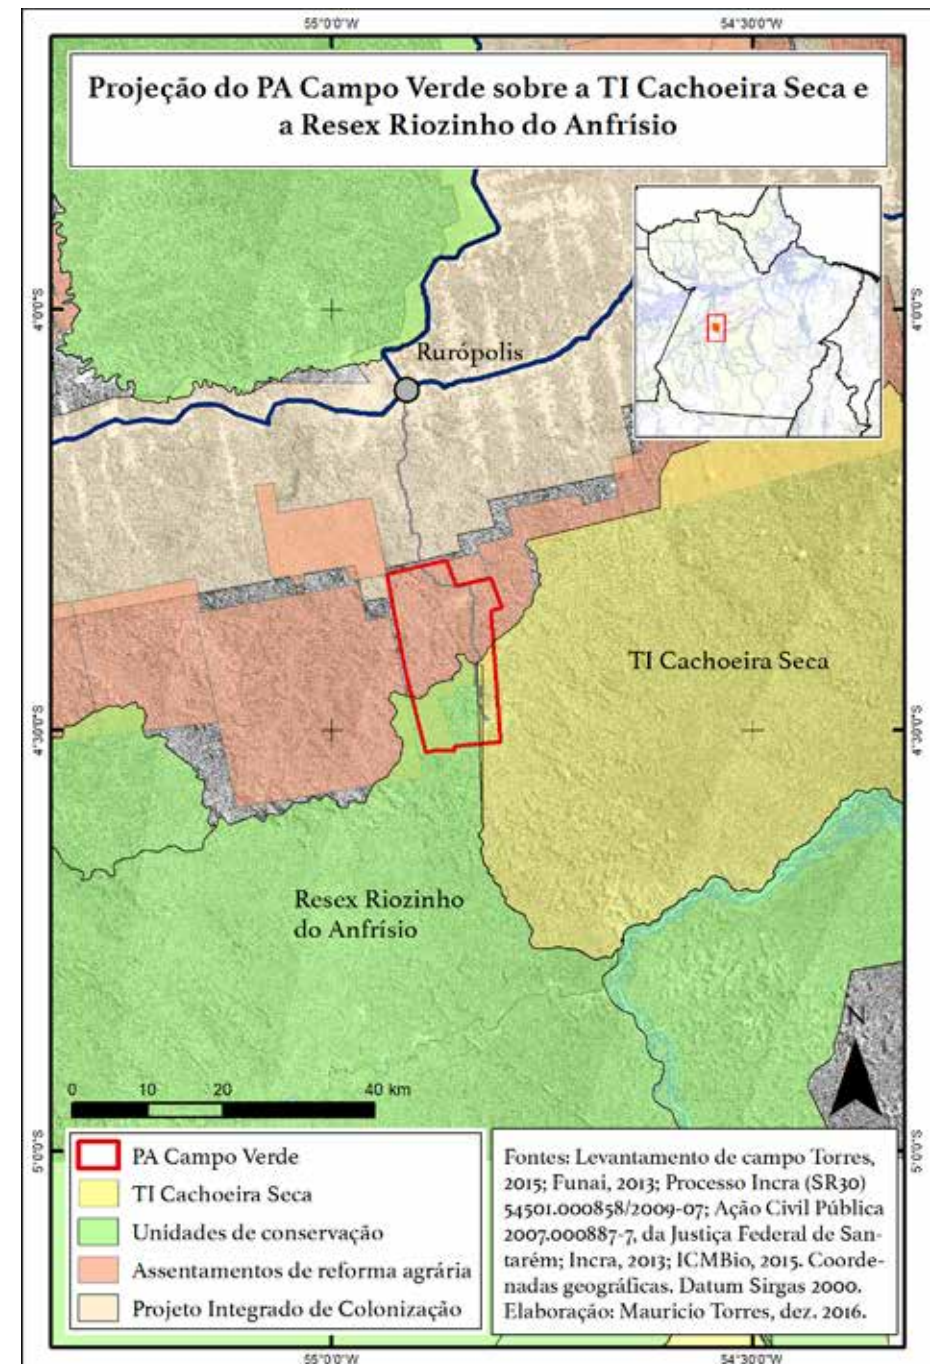 55°0'0"W
54°30'0"W
Projeção do PA Campo Verde sobre a TI Cachoeira Seca e
a Resex Riozinho do Anfrísio
4°0'0"S
4°0'0"S
Rurópolis
TI Cachoeira Seca
4°30'0"S
4°30'0"S
Resex Riozinho
do Anfrísio
N
0 10 20 40 km
5°0'0"S
5°0'0"S
PA Campo Verde
TI Cachoeira Seca
Unidades de conservação
Assentamentos de reforma agrária
Projeto Integrado de Colonização
Fontes: Levantamento de campo Torres,
2015; Funai, 2013; Processo Incra (SR30)
54501.000858/2009-07; Ação Civil Pública
2007.000887-7, da Justiça Federal de San-
tarém; Incra, 2013; ICMBio, 2015. Coorde-
nadas geográficas. Datum Sirgas 2000.
Elaboração: Mauricio Torres, dez. 2016.
55°0'0"W
54°30'0"W